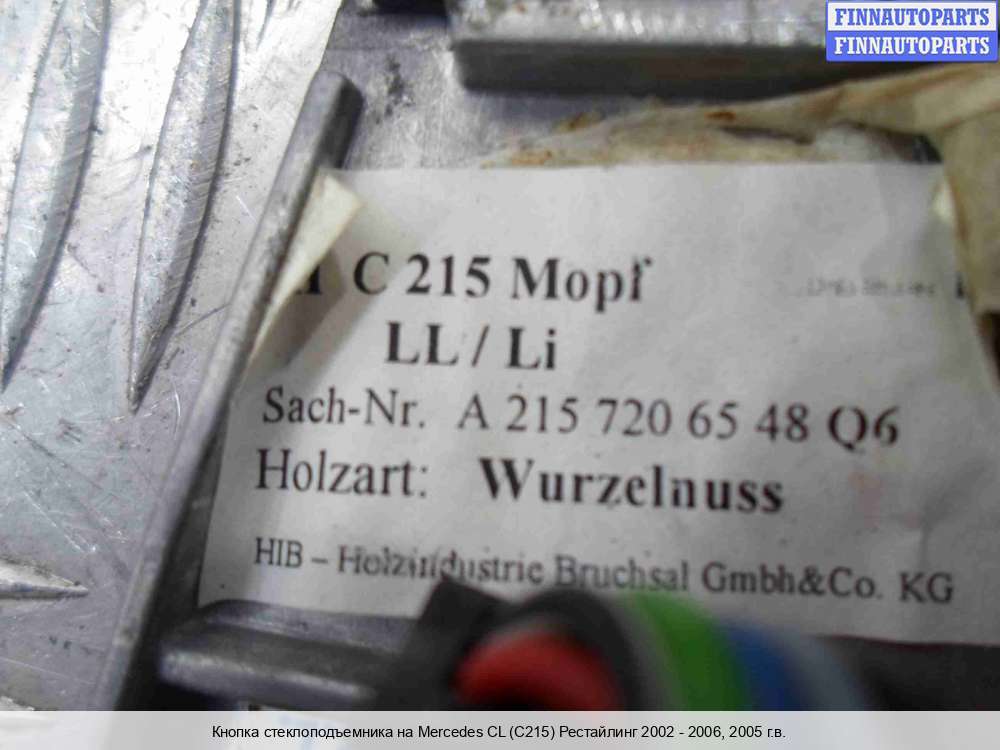 FINNAUTOPARTS
FINNAUTOPARTS
C 215 Mopf
LL / Li
Sach-Nr. A 215 720 65 48 Q6
Holzart: Wurzelnuss
HIB – Holzindustrie Bruchsal Gmbh&Co. KG
Кнопка стеклоподъемника на Mercedes CL (C215) Рестайлинг 2002 - 2006, 2005 г.в.